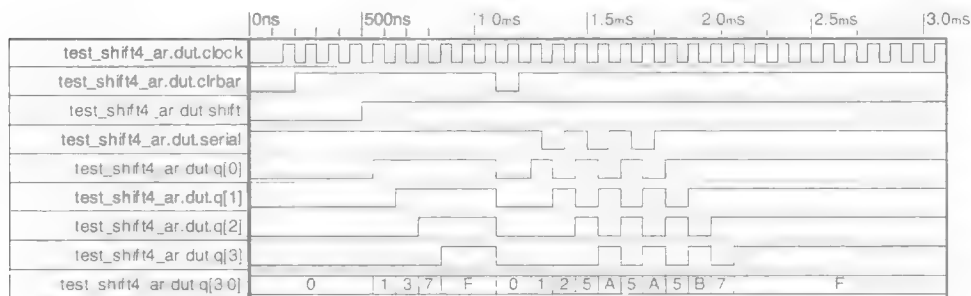 0ns 500ns 1.0ms 1.5ms 2.0ms 2.5ms 3.0ms
test_shift4_ar.dut.clock
test_shift4_ar.dut.clrbar
test_shift4_ar dut shift
test_shift4_ar.dut.serial
test_shift4_ar dut q[0]
test_shift4_ar.dut.q[1]
test_shift4_ar.dut.q[2]
test_shift4_ar dut q[3]
test shift4 ar dut q[3 0] 0 1 3 7 F 0 1 2 5 A 5 A 5 B 7 F